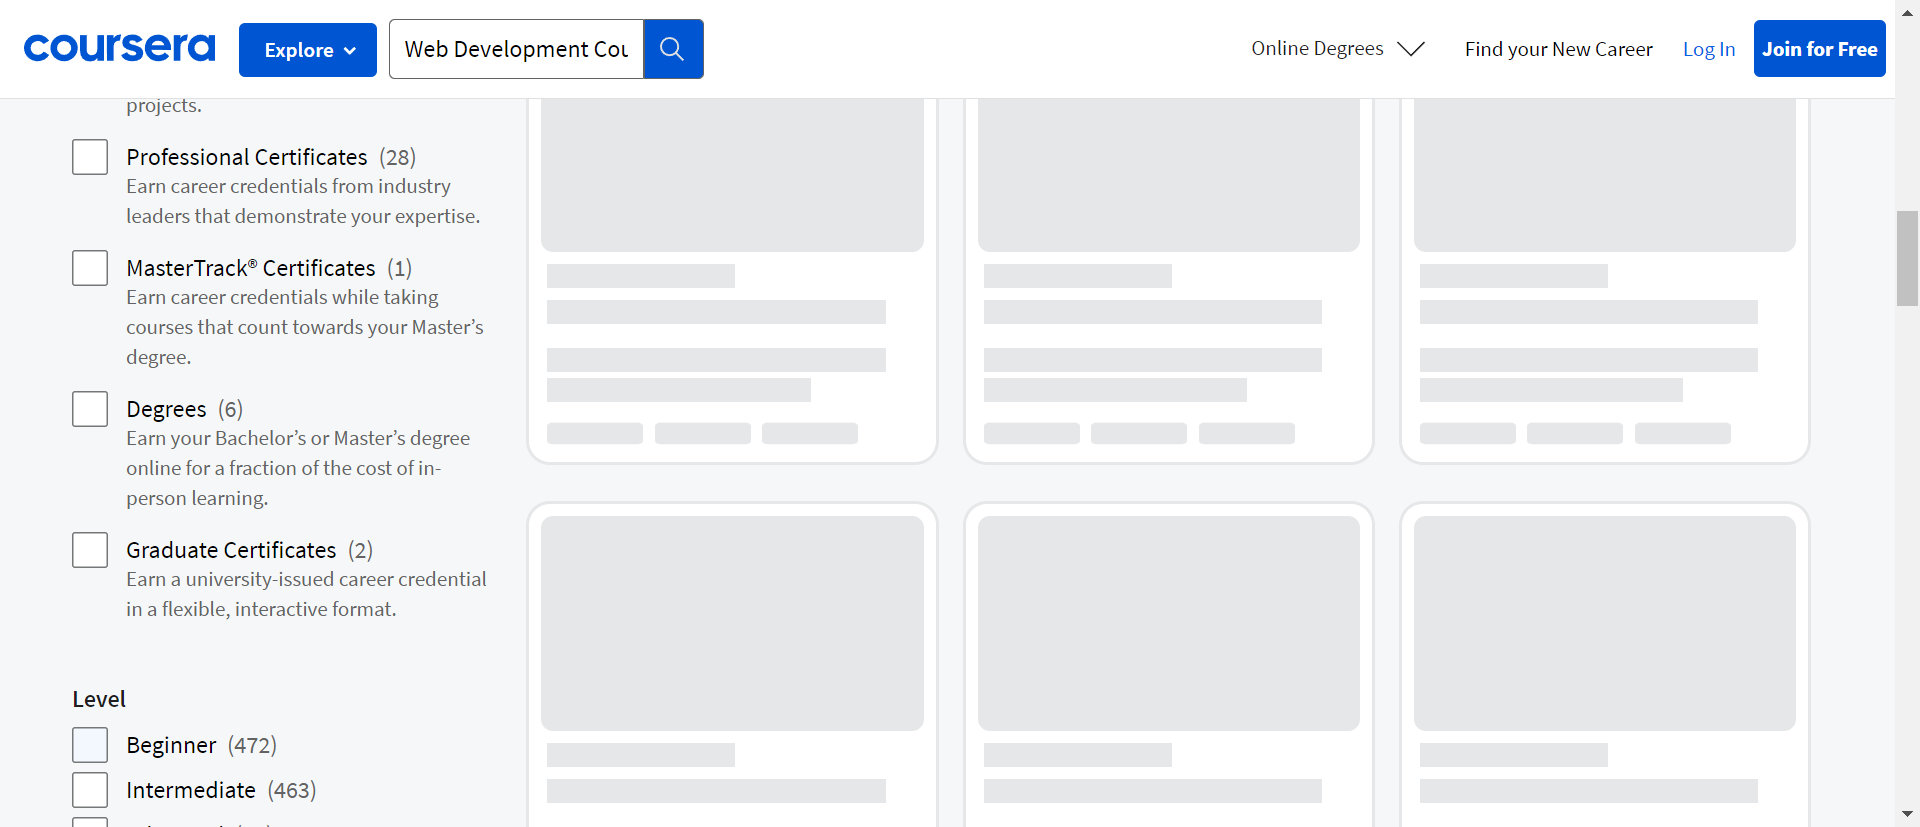 coursera
Explore
Web Development Cou
Online Degrees
Find your New Career
Log In
Join for Free
projects.
Professional Certificates (28)
Earn career credentials from industry
leaders that demonstrate your expertise.
MasterTrack® Certificates (1)
Earn career credentials while taking
courses that count towards your Master’s
degree.
Degrees (6)
Earn your Bachelor’s or Master’s degree
online for a fraction of the cost of in-
person learning.
Graduate Certificates (2)
Earn a university-issued career credential
in a flexible, interactive format.
Level
Beginner (472)
Intermediate (463)